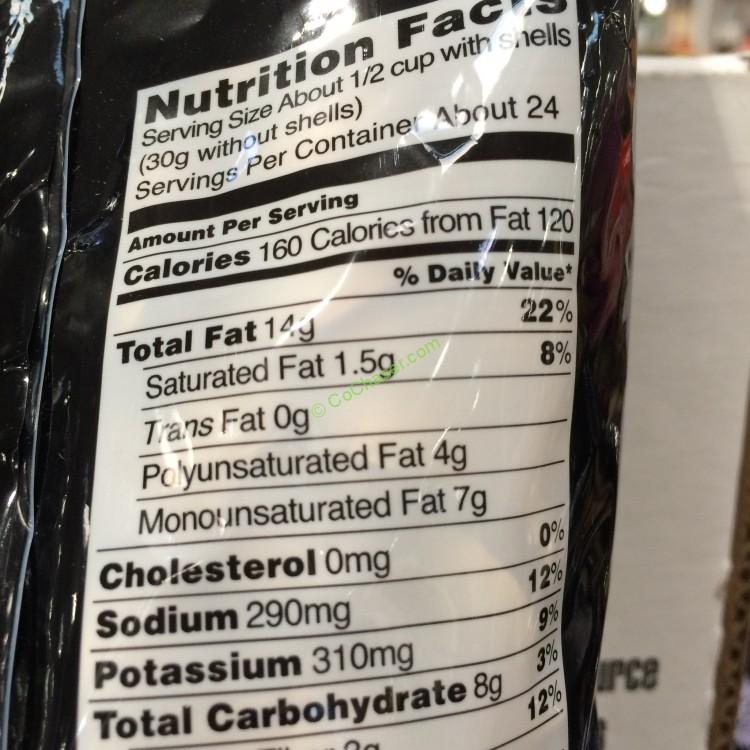 Nutrition Facts
Serving Size About 1/2 cup with shells
(30g without shells)
Servings Per Container About 24
Amount Per Serving
Calories 160 Calories from Fat 120
% Daily Value*
Total Fat 14g 22%
Saturated Fat 1.5g 8%
Trans Fat 0g
Polyunsaturated Fat 4g
Monounsaturated Fat 7g
Cholesterol 0mg 0%
Sodium 290mg 12%
Potassium 310mg 9%
Total Carbohydrate 8g 3%
12%
© CoChaser.com